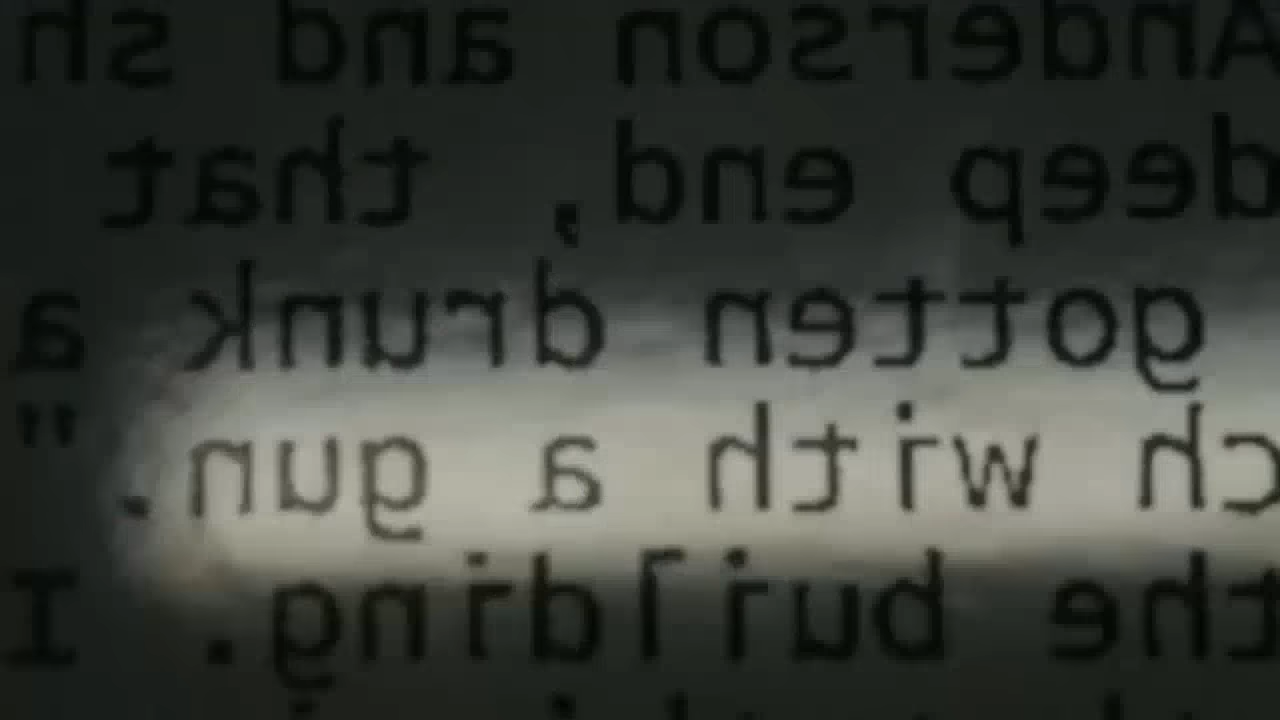 Anderson and sh
deep end, that
gotten drunk a
ch with a gun. "
the building. I